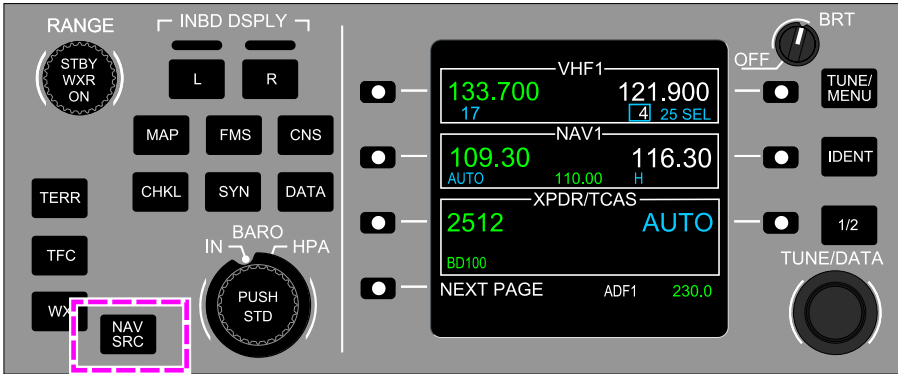 RANGE
STBY
WXR
ON
INBD DSPLY
L
R
MAP
FMS
CNS
CHKL
SYN
DATA
TERR
TFC
WX
NAV
SRC
BARO
IN
HPA
PUSH
STD
VHF1
133.700 121.900
17 4 25 SEL
NAV1
109.30 116.30
AUTO 110.00 H
XPDR/TCAS
2512 AUTO
BD100
NEXT PAGE ADF1 230.0
BRT
OFF
TUNE/
MENU
IDENT
1/2
TUNE/DATA